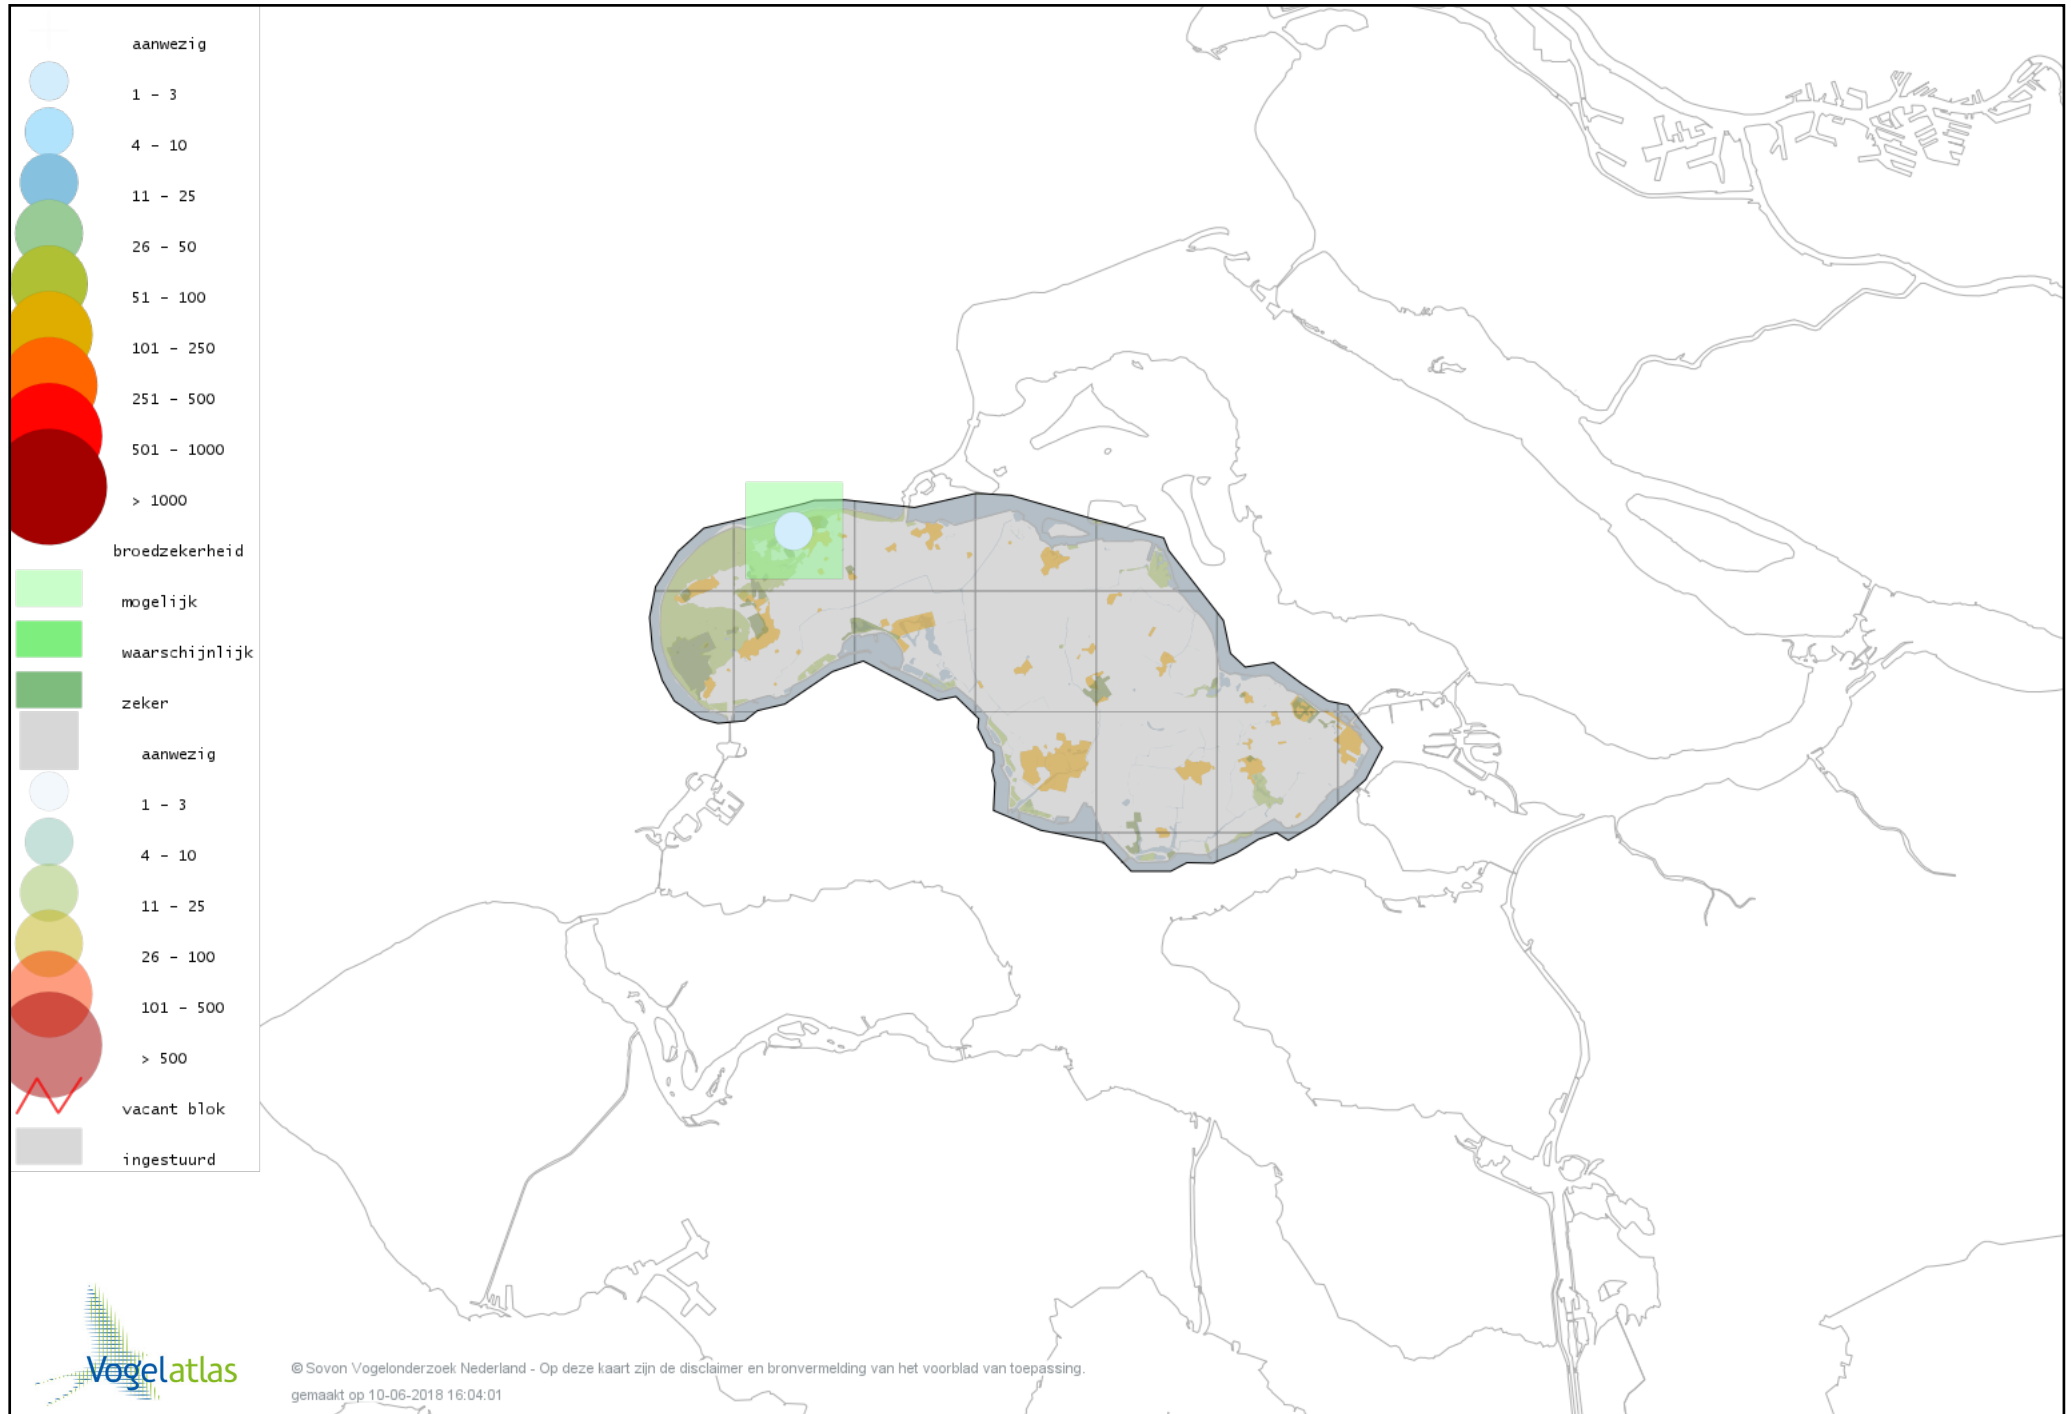 aanwezig
1 - 3
4 - 10
11 - 25
26 - 50
51 - 100
101 - 250
251 - 500
501 - 1000
> 1000
broedzekerheid
mogelijk
waarschijnlijk
zeker
aanwezig
1 - 3
4 - 10
11 - 25
26 - 100
101 - 500
> 500
vacant blok
ingestuurd
Vogelatlas
© Sovon Vogelonderzoek Nederland - Op deze kaart zijn de disclaimer en bronvermelding van het voorblad van toepassing.
gemaakt op 10-06-2018 16:04:01